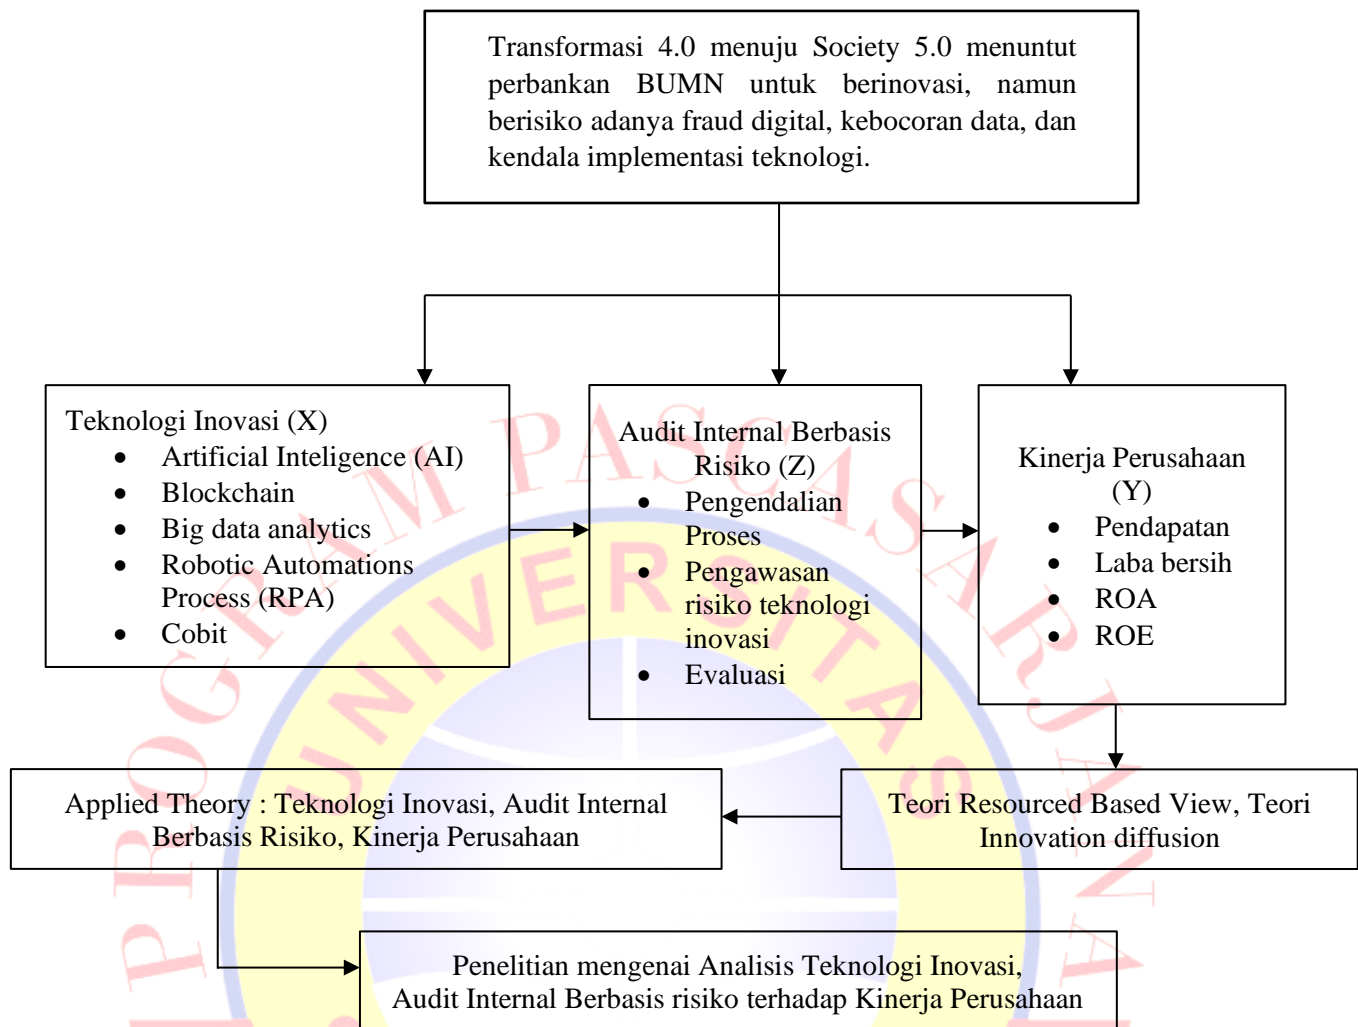 Transformasi 4.0 menuju Society 5.0 menuntut
perbankan BUMN untuk berinovasi, namun
berisiko adanya fraud digital, kebocoran data, dan
kendala implementasi teknologi.
Teknologi Inovasi (X)
• Artificial Inteligence (AI)
• Blockchain
• Big data analytics
• Robotic Automations
Process (RPA)
• Cobit
Audit Internal Berbasis
Risiko (Z)
• Pengendalian
Proses
• Pengawasan
risiko teknologi
inovasi
• Evaluasi
Kinerja Perusahaan
(Y)
• Pendapatan
• Laba bersih
• ROA
• ROE
Applied Theory : Teknologi Inovasi, Audit Internal
Berbasis Risiko, Kinerja Perusahaan
Teori Resourced Based View, Teori
Innovation diffusion
Penelitian mengenai Analisis Teknologi Inovasi,
Audit Internal Berbasis risiko terhadap Kinerja Perusahaan
PROGRAM PASCASARJANA
UNIVERSITAS